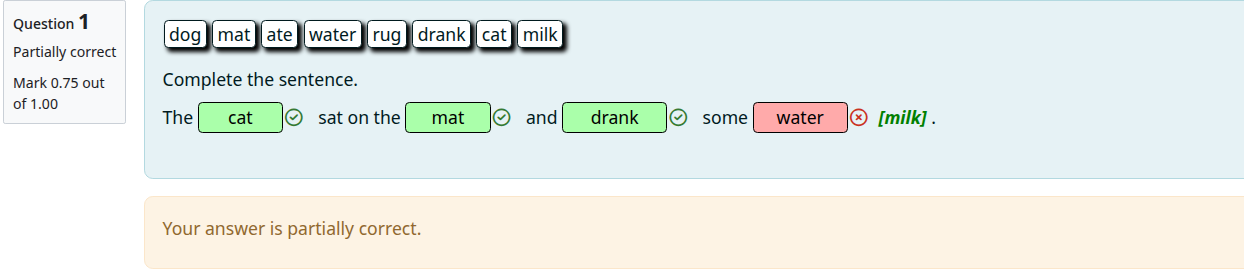 Question 1
Partially correct
Mark 0.75 out
of 1.00
dog mat ate water rug drank cat milk
Complete the sentence.
The cat sat on the mat and drank some water [milk] .
Your answer is partially correct.